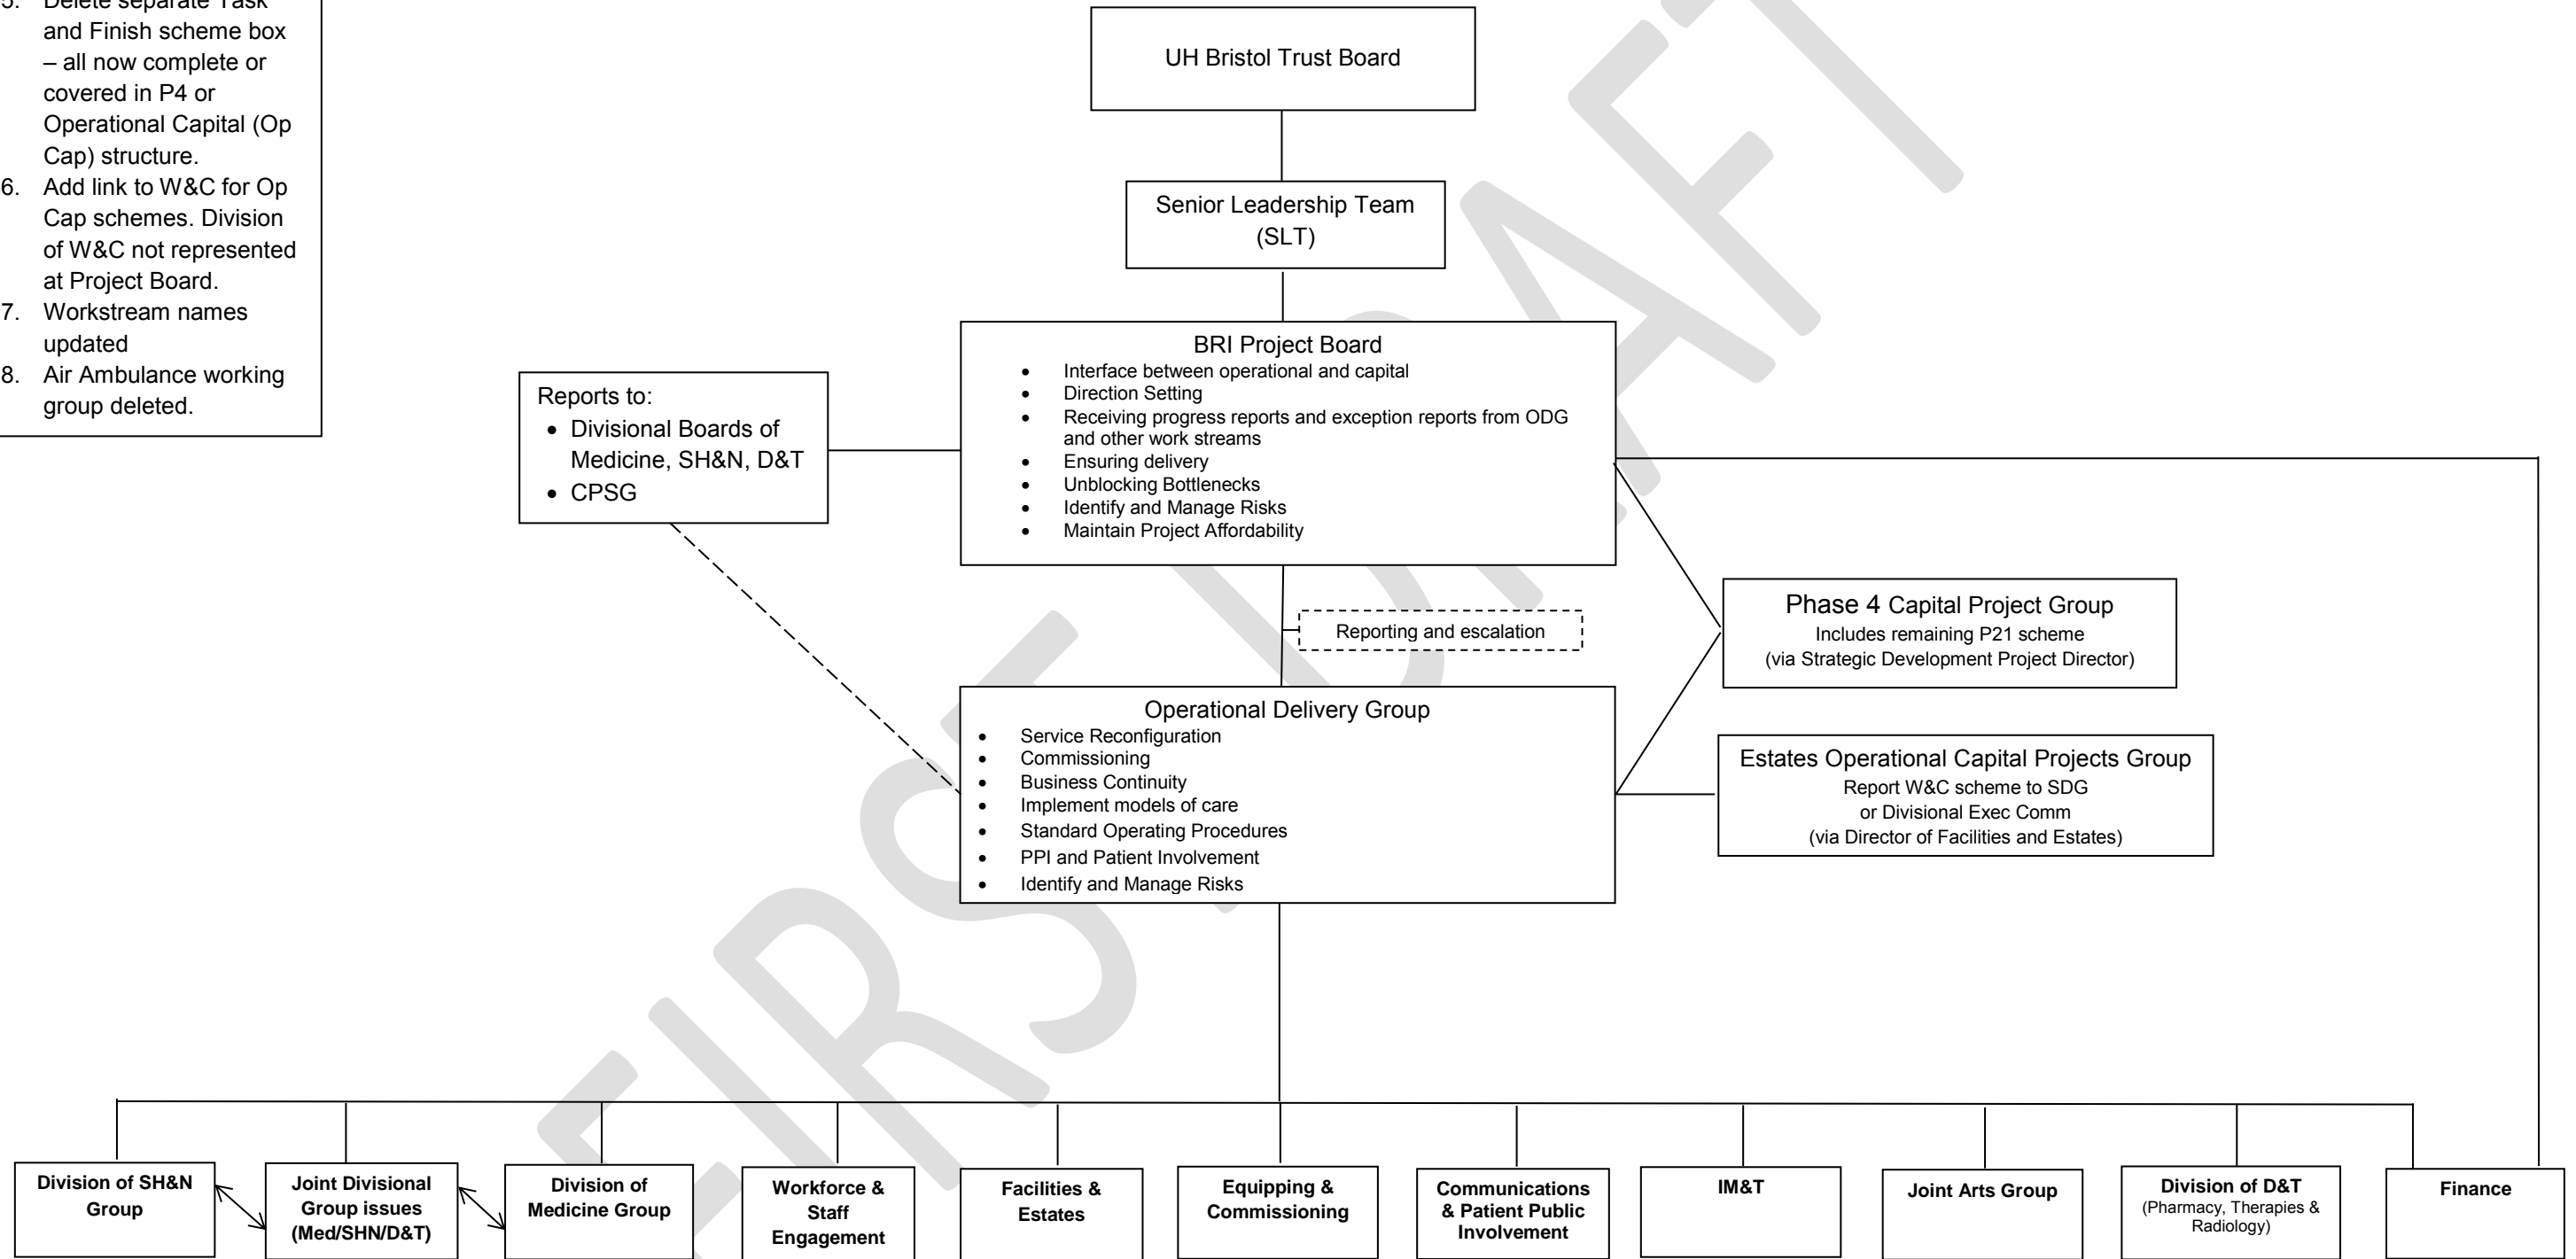 5. Delete separate Task
and Finish scheme box
– all now complete or
covered in P4 or
Operational Capital (Op
Cap) structure.
6. Add link to W&C for Op
Cap schemes. Division
of W&C not represented
at Project Board.
7. Workstream names
updated
8. Air Ambulance working
group deleted.
UH Bristol Trust Board
Senior Leadership Team
(SLT)
BRI Project Board
• Interface between operational and capital
• Direction Setting
• Receiving progress reports and exception reports from ODG
and other work streams
• Ensuring delivery
• Unblocking Bottlenecks
• Identify and Manage Risks
• Maintain Project Affordability
Reports to:
• Divisional Boards of
Medicine, SH&N, D&T
• CPSG
Reporting and escalation
Phase 4 Capital Project Group
Includes remaining P21 scheme
(via Strategic Development Project Director)
Operational Delivery Group
• Service Reconfiguration
• Commissioning
• Business Continuity
• Implement models of care
• Standard Operating Procedures
• PPI and Patient Involvement
• Identify and Manage Risks
Estates Operational Capital Projects Group
Report W&C scheme to SDG
or Divisional Exec Comm
(via Director of Facilities and Estates)
Division of SH&N
Group
Joint Divisional
Group issues
(Med/SHN/D&T)
Division of
Medicine Group
Workforce &
Staff
Engagement
Facilities &
Estates
Equipping &
Commissioning
Communications
& Patient Public
Involvement
IM&T
Joint Arts Group
Division of D&T
(Pharmacy, Therapies &
Radiology)
Finance
FIRST DRAFT